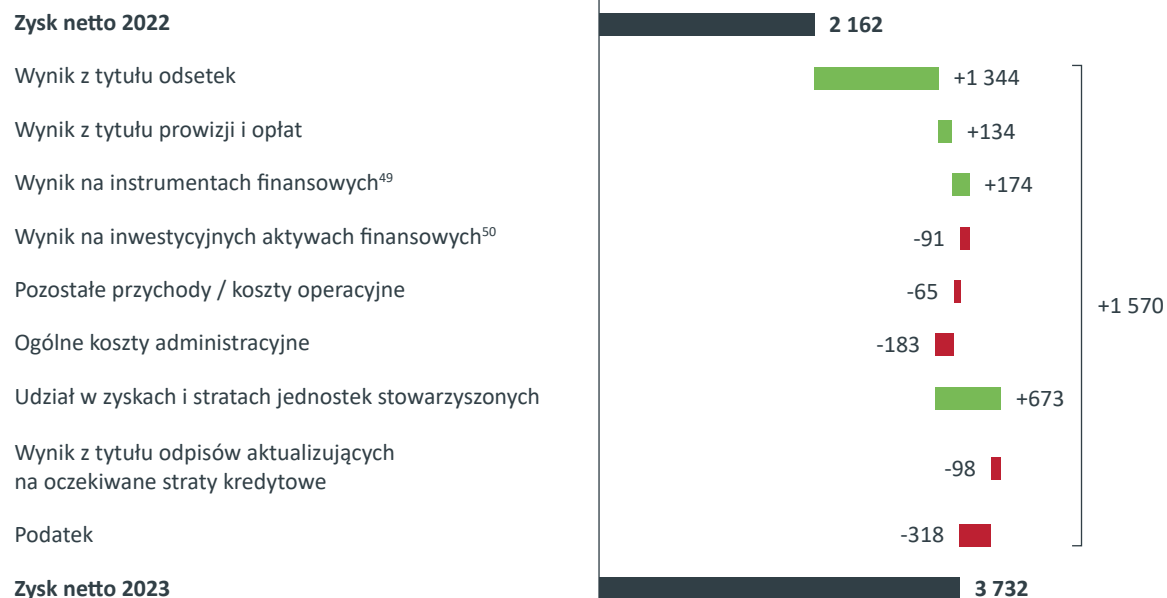 Zysk netto 2022 2 162
Wynik z tytułu odsetek +1 344
Wynik z tytułu prowizji i opłat +134
Wynik na instrumentach finansowych⁴⁹ +174
Wynik na inwestycyjnych aktywach finansowych⁵⁰ -91
Pozostałe przychody / koszty operacyjne -65
+1 570
Ogólne koszty administracyjne -183
Udział w zyskach i stratach jednostek stowarzyszonych +673
Wynik z tytułu odpisów aktualizujących
na oczekiwane straty kredytowe -98
Podatek -318
Zysk netto 2023 3 732